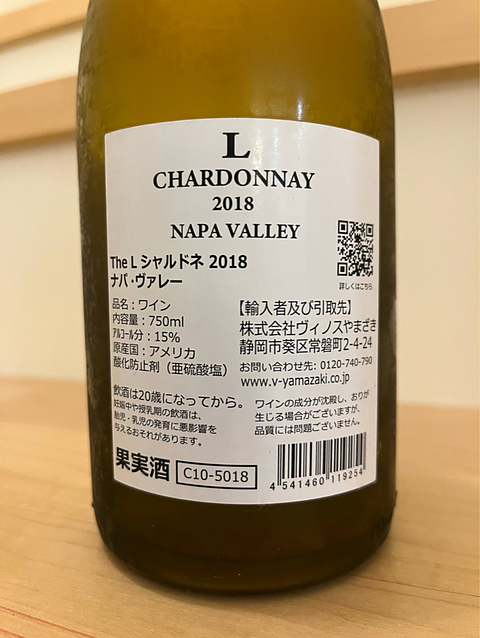 L
CHARDONNAY
2018
NAPA VALLEY
The L シャルドネ 2018
ナパ・ヴァレー
詳しくはこちら
品名：ワイン
内容量：750ml
ｱﾙｺｰﾙ分：15%
原産国：アメリカ
酸化防止剤（亜硫酸塩）
【輸入者及び引取先】
株式会社ヴィノスやまざき
静岡市葵区常磐町2-4-24
お問い合わせ先: 0120-740-790
www.v-yamazaki.co.jp
飲酒は20歳になってから。
妊娠中や授乳期の飲酒は、
胎児・乳児の発育に悪影響を
与えるおそれがあります。
ワインの成分が沈殿し、おりが
生じる場合がございますが、
品質には問題ございません。
果実酒
C10-5018
4 541460 119254